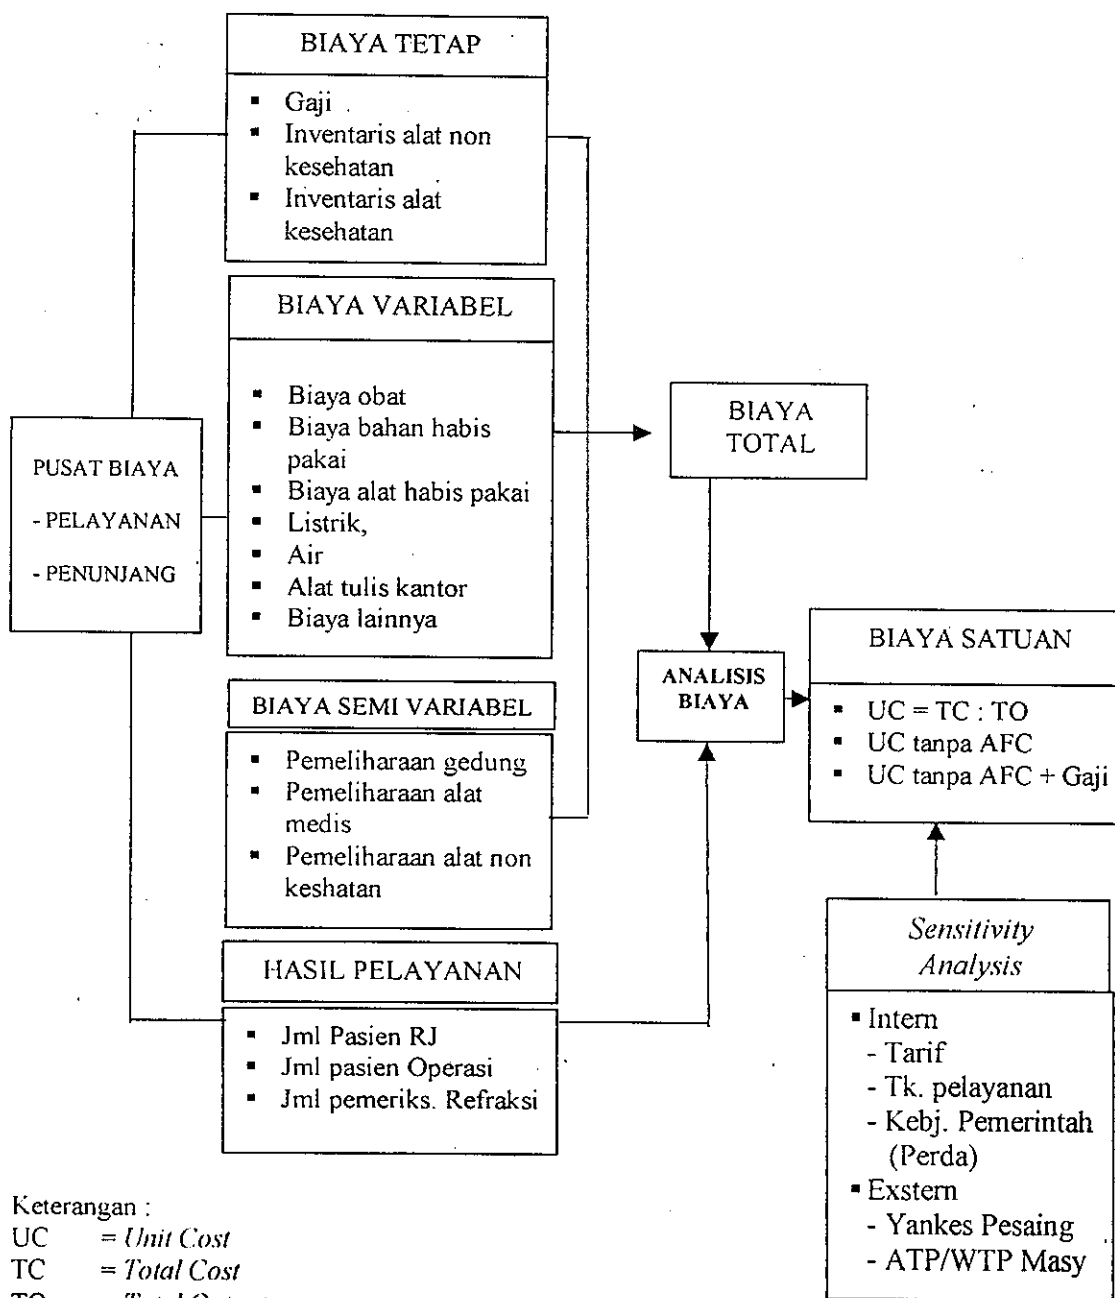 BIAYA TETAP
▪ Gaji
▪ Inventaris alat non
kesehatan
▪ Inventaris alat
kesehatan
BIAYA VARIABEL
▪ Biaya obat
▪ Biaya bahan habis
pakai
▪ Biaya alat habis pakai
▪ Listrik,
▪ Air
▪ Alat tulis kantor
▪ Biaya lainnya
PUSAT BIAYA
- PELAYANAN
- PENUNJANG
BIAYA SEMI VARIABEL
▪ Pemeliharaan gedung
▪ Pemeliharaan alat
medis
▪ Pemeliharaan alat non
keshatan
HASIL PELAYANAN
▪ Jml Pasien RJ
▪ Jml pasien Operasi
▪ Jml pemeriks. Refraksi
BIAYA
TOTAL
ANALISIS
BIAYA
BIAYA SATUAN
▪ UC = TC : TO
▪ UC tanpa AFC
▪ UC tanpa AFC + Gaji
Sensitivity
Analysis
▪ Intern
- Tarif
- Tk. pelayanan
- Kebj. Pemerintah
(Perda)
▪ Exstern
- Yankes Pesaing
- ATP/WTP Masy
Keterangan :
UC = Unit Cost
TC = Total Cost